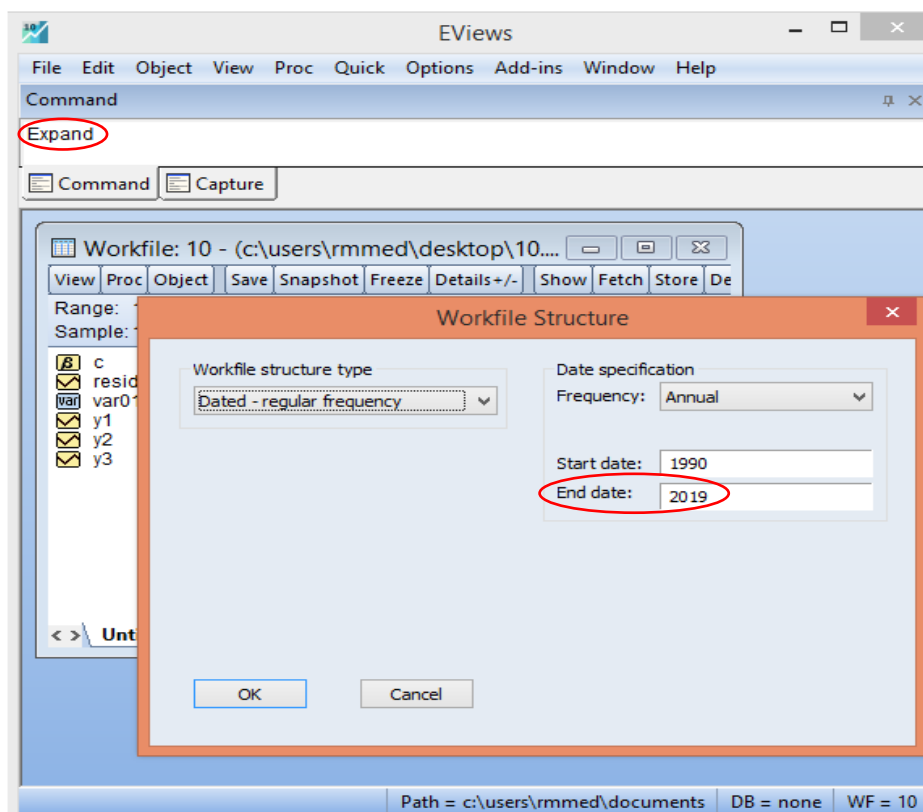 EViews
File Edit Object View Proc Quick Options Add-ins Window Help
Command
Expand
Command Capture
Workfile: 10 - (c:\users\rmmed\desktop\10....
View Proc Object Save Snapshot Freeze Details+/- Show Fetch Store De
Range:
Sample:
c
resid
var01
y1
y2
y3
< > Unti
Workfile Structure
Workfile structure type
Dated - regular frequency
Date specification
Frequency: Annual
Start date: 1990
End date: 2019
OK Cancel
Path = c:\users\rmmed\documents DB = none WF = 10